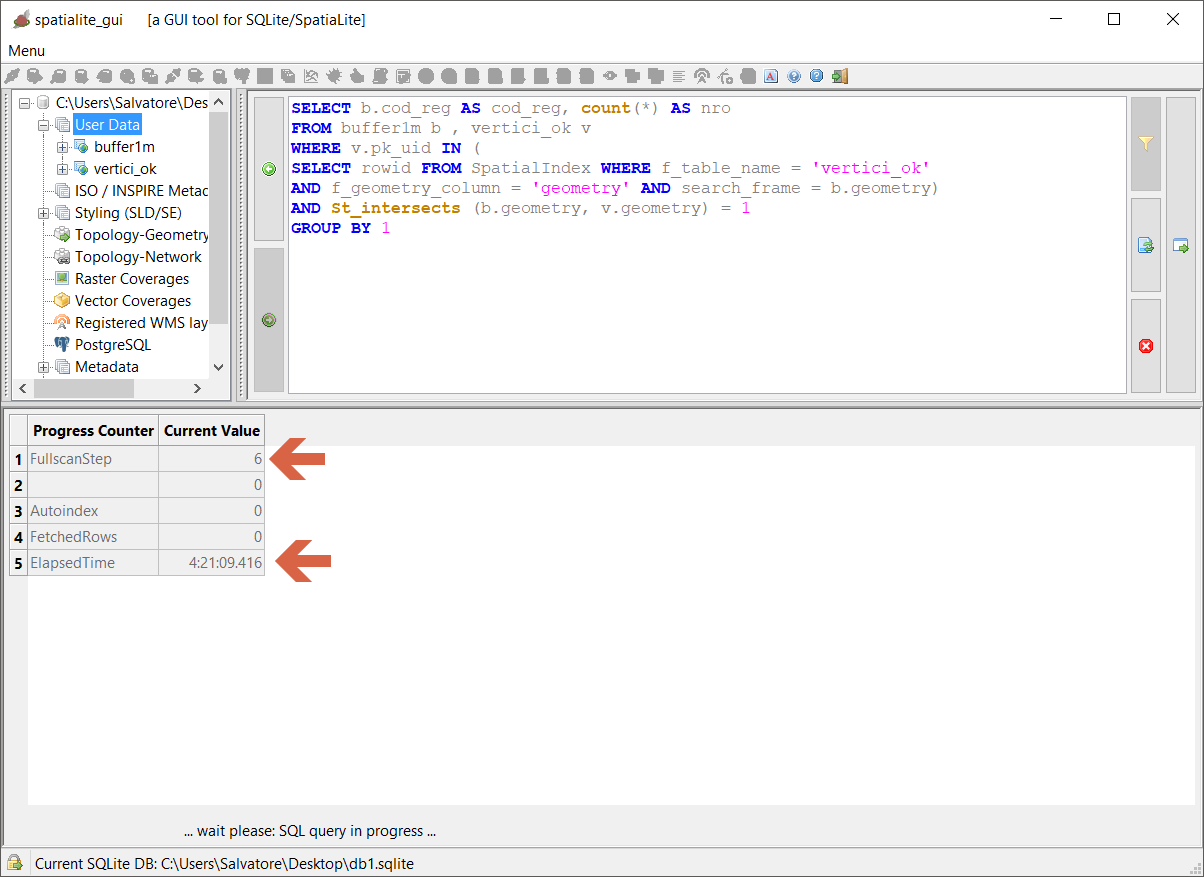 spatialite_gui [a GUI tool for SQLite/SpatiaLite]
Menu
C:\Users\Salvatore\Des
User Data
buffer1m
vertici_ok
ISO / INSPIRE Metac
Styling (SLD/SE)
Topology-Geometry
Topology-Network
Raster Coverages
Vector Coverages
Registered WMS lay
PostgreSQL
Metadata
SELECT b.cod_reg AS cod_reg, count(*) AS nro
FROM buffer1m b , vertici_ok v
WHERE v.pk_uid IN (
SELECT rowid FROM SpatialIndex WHERE f_table_name = 'vertici_ok'
AND f_geometry_column = 'geometry' AND search_frame = b.geometry)
AND St_intersects (b.geometry, v.geometry) = 1
GROUP BY 1
Progress Counter Current Value
1 FullscanStep 6
2 0
3 Autoindex 0
4 FetchedRows 0
5 ElapsedTime 4:21:09.416
... wait please: SQL query in progress ...
Current SQLite DB: C:\Users\Salvatore\Desktop\db1.sqlite